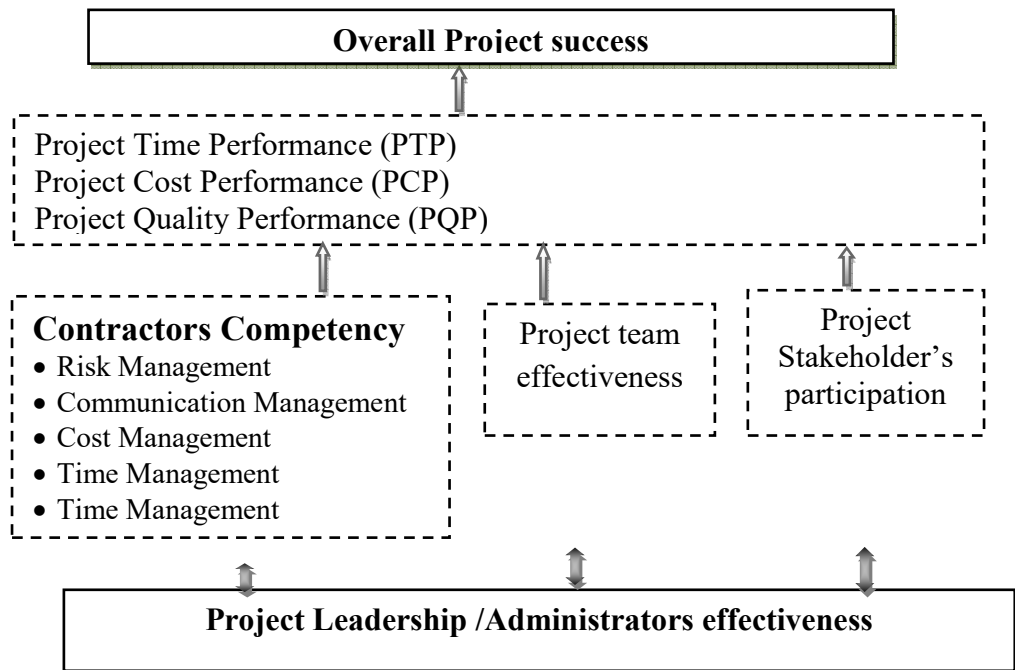 Overall Project success
Project Time Performance (PTP)
Project Cost Performance (PCP)
Project Quality Performance (PQP)
Contractors Competency
• Risk Management
• Communication Management
• Cost Management
• Time Management
• Time Management
Project team
effectiveness
Project
Stakeholder’s
participation
Project Leadership /Administrators effectiveness